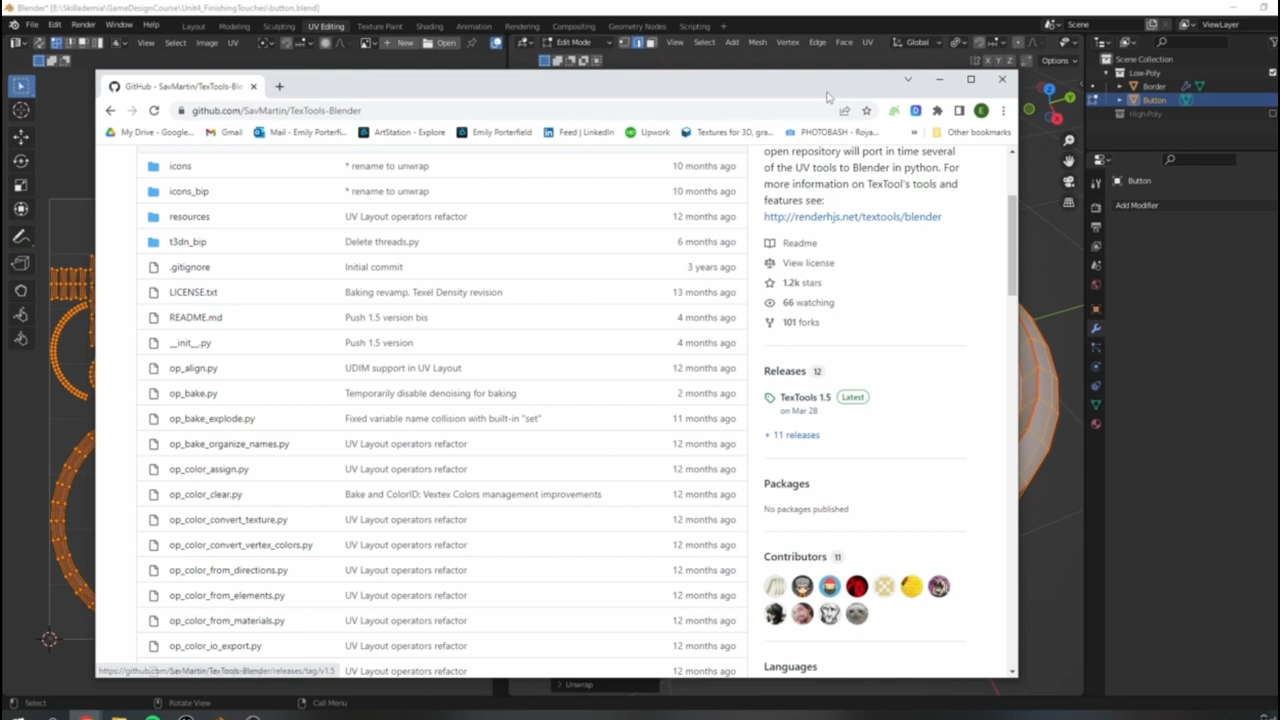 Blender* [E:\Skillademia\GameDesignCourse\Unit4_FinishingTouches\button.blend]
File Edit Render Window Help Layout Modeling Sculpting UV Editing Texture Paint Shading Animation Rendering Compositing Geometry Nodes Scripting Scene ViewLayer
View Select Image UV New Open Edit Mode View Select Add Mesh Vertex Edge Face UV Global
X Y Z Options
Scene Collection
Low-Poly
Border
Button
High-Poly
Button
Add Modifier
GitHub - SavMartin/TexTools-Ble
github.com/SavMartin/TexTools-Blender
E
My Drive - Google... Gmail Mail - Emily Porterfi... ArtStation - Explore Emily Porterfield Feed | LinkedIn Upwork Textures for 3D, gra... PHOTOBASH - Roya... » Other bookmarks
icons * rename to unwrap 10 months ago
icons_bip * rename to unwrap 10 months ago
resources UV Layout operators refactor 12 months ago
t3dn_bip Delete threads.py 6 months ago
.gitignore Initial commit 3 years ago
LICENSE.txt Baking revamp, Texel Density revision 13 months ago
README.md Push 1.5 version bis 4 months ago
__init__.py Push 1.5 version 4 months ago
op_align.py UDIM support in UV Layout 12 months ago
op_bake.py Temporarily disable denoising for baking 2 months ago
op_bake_explode.py Fixed variable name collision with built-in "set" 11 months ago
op_bake_organize_names.py UV Layout operators refactor 12 months ago
op_color_assign.py UV Layout operators refactor 12 months ago
op_color_clear.py Bake and ColorID: Vextex Colors management improvements 12 months ago
op_color_convert_texture.py UV Layout operators refactor 12 months ago
op_color_convert_vertex_colors.py UV Layout operators refactor 12 months ago
op_color_from_directions.py UV Layout operators refactor 12 months ago
op_color_from_elements.py UV Layout operators refactor 12 months ago
op_color_from_materials.py UV Layout operators refactor 12 months ago
op_color_io_export.py UV Layout operators refactor 12 months ago
UV Layout operators refactor 12 months ago
open repository will port in time several
of the UV tools to Blender in python. For
more information on TexTool's tools and
features see:
http://renderhjs.net/textools/blender
Readme
View license
1.2k stars
66 watching
101 forks
Releases 12
TexTools 1.5 Latest
on Mar 28
+ 11 releases
Packages
No packages published
Contributors 11
Languages
https://github.com/SavMartin/TexTools-Blender/releases/tag/v1.5
Unwrap
Select Rotate View Call Menu